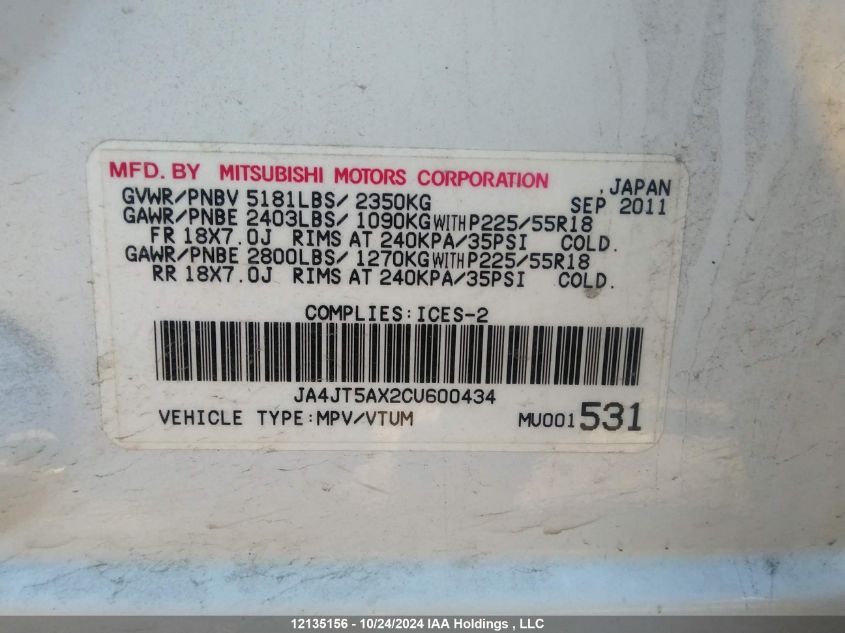 MFD. BY MITSUBISHI MOTORS CORPORATION , JAPAN
GVWR/PNBV 5181LBS/ 2350KG SEP 2011
GAWR/PNBE 2403LBS/ 1090KG WITH P225/55R18
FR 18X7.0J RIMS AT 240KPA/35PSI COLD.
GAWR/PNBE 2800LBS/ 1270KG WITH P225/55R18
RR 18X7.0J RIMS AT 240KPA/35PSI COLD.
COMPLIES:ICES-2
JA4JT5AX2CU600434
VEHICLE TYPE:MPV/VTUM MU001531
12135156 - 10/24/2024 IAA Holdings , LLC